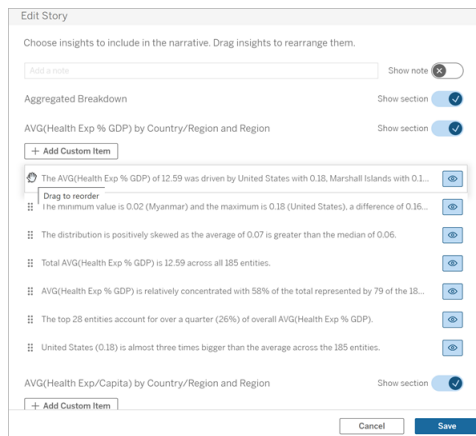 Edit Story
Choose insights to include in the narrative. Drag insights to rearrange them.
Add a note
Show note
Aggregated Breakdown
Show section
AVG(Health Exp % GDP) by Country/Region and Region
Show section
+ Add Custom Item
The AVG(Health Exp % GDP) of 12.59 was driven by United States with 0.18, Marshall Islands with 0.1...
Drag to reorder
The minimum value is 0.02 (Myanmar) and the maximum is 0.18 (United States), a difference of 0.16...
The distribution is positively skewed as the average of 0.07 is greater than the median of 0.06.
Total AVG(Health Exp % GDP) is 12.59 across all 185 entities.
AVG(Health Exp % GDP) is relatively concentrated with 58% of the total represented by 79 of the 18...
The top 28 entities account for over a quarter (26%) of overall AVG(Health Exp % GDP).
United States (0.18) is almost three times bigger than the average across the 185 entities.
AVG(Health Exp/Capita) by Country/Region and Region
Show section
+ Add Custom Item
Cancel
Save